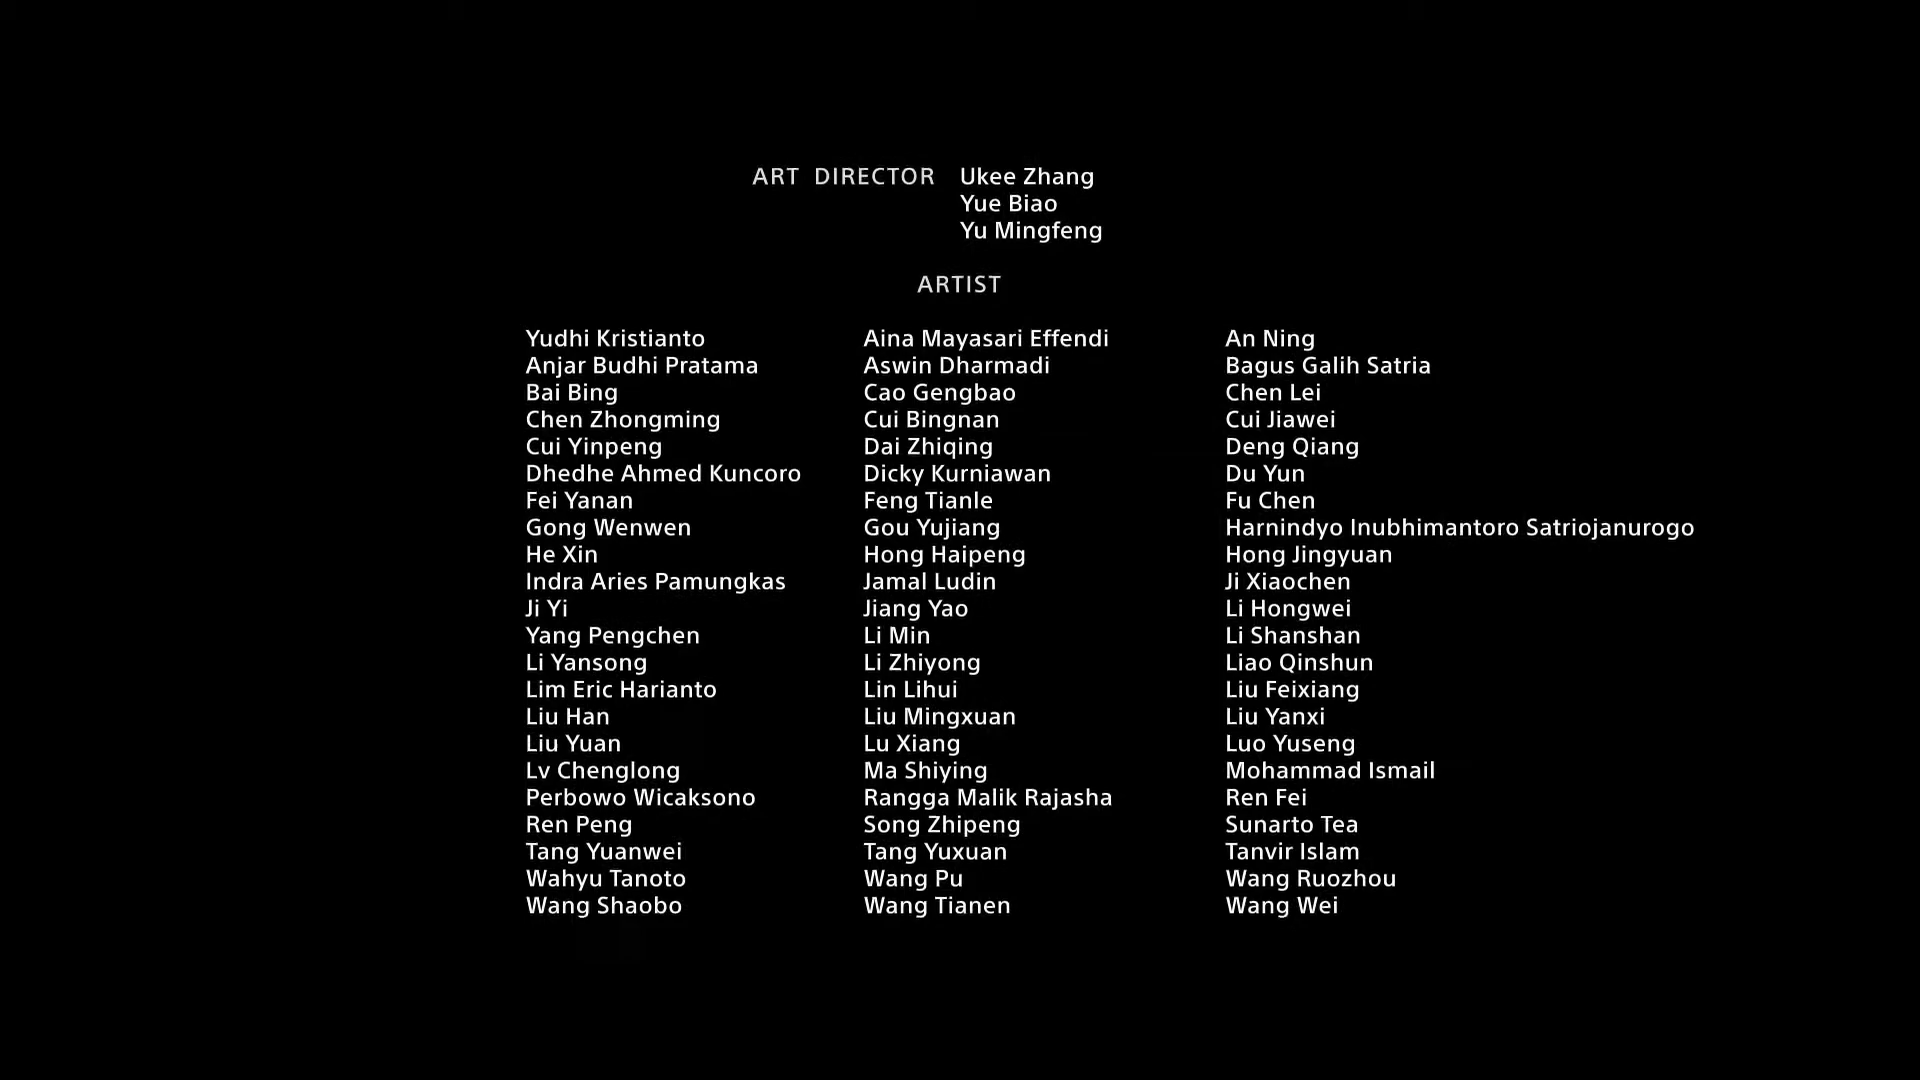 ART DIRECTOR Ukee Zhang
Yue Biao
Yu Mingfeng
ARTIST
Yudhi Kristianto Aina Mayasari Effendi An Ning
Anjar Budhi Pratama Aswin Dharmadi Bagus Galih Satria
Bai Bing Cao Gengbao Chen Lei
Chen Zhongming Cui Bingnan Cui Jiawei
Cui Yinpeng Dai Zhiqing Deng Qiang
Dhedhe Ahmed Kuncoro Dicky Kurniawan Du Yun
Fei Yanan Feng Tianle Fu Chen
Gong Wenwen Gou Yujiang Harnindyo Inubhimantoro Satriojanurogo
He Xin Hong Haipeng Hong Jingyuan
Indra Aries Pamungkas Jamal Ludin Ji Xiaochen
Ji Yi Jiang Yao Li Hongwei
Yang Pengchen Li Min Li Shanshan
Li Yansong Li Zhiyong Liao Qinshun
Lim Eric Harianto Lin Lihui Liu Feixiang
Liu Han Liu Mingxuan Liu Yanxi
Liu Yuan Lu Xiang Luo Yuseng
Lv Chenglong Ma Shiying Mohammad Ismail
Perbowo Wicaksono Rangga Malik Rajasha Ren Fei
Ren Peng Song Zhipeng Sunarto Tea
Tang Yuanwei Tang Yuxuan Tanvir Islam
Wahyu Tanoto Wang Pu Wang Ruozhou
Wang Shaobo Wang Tianen Wang Wei